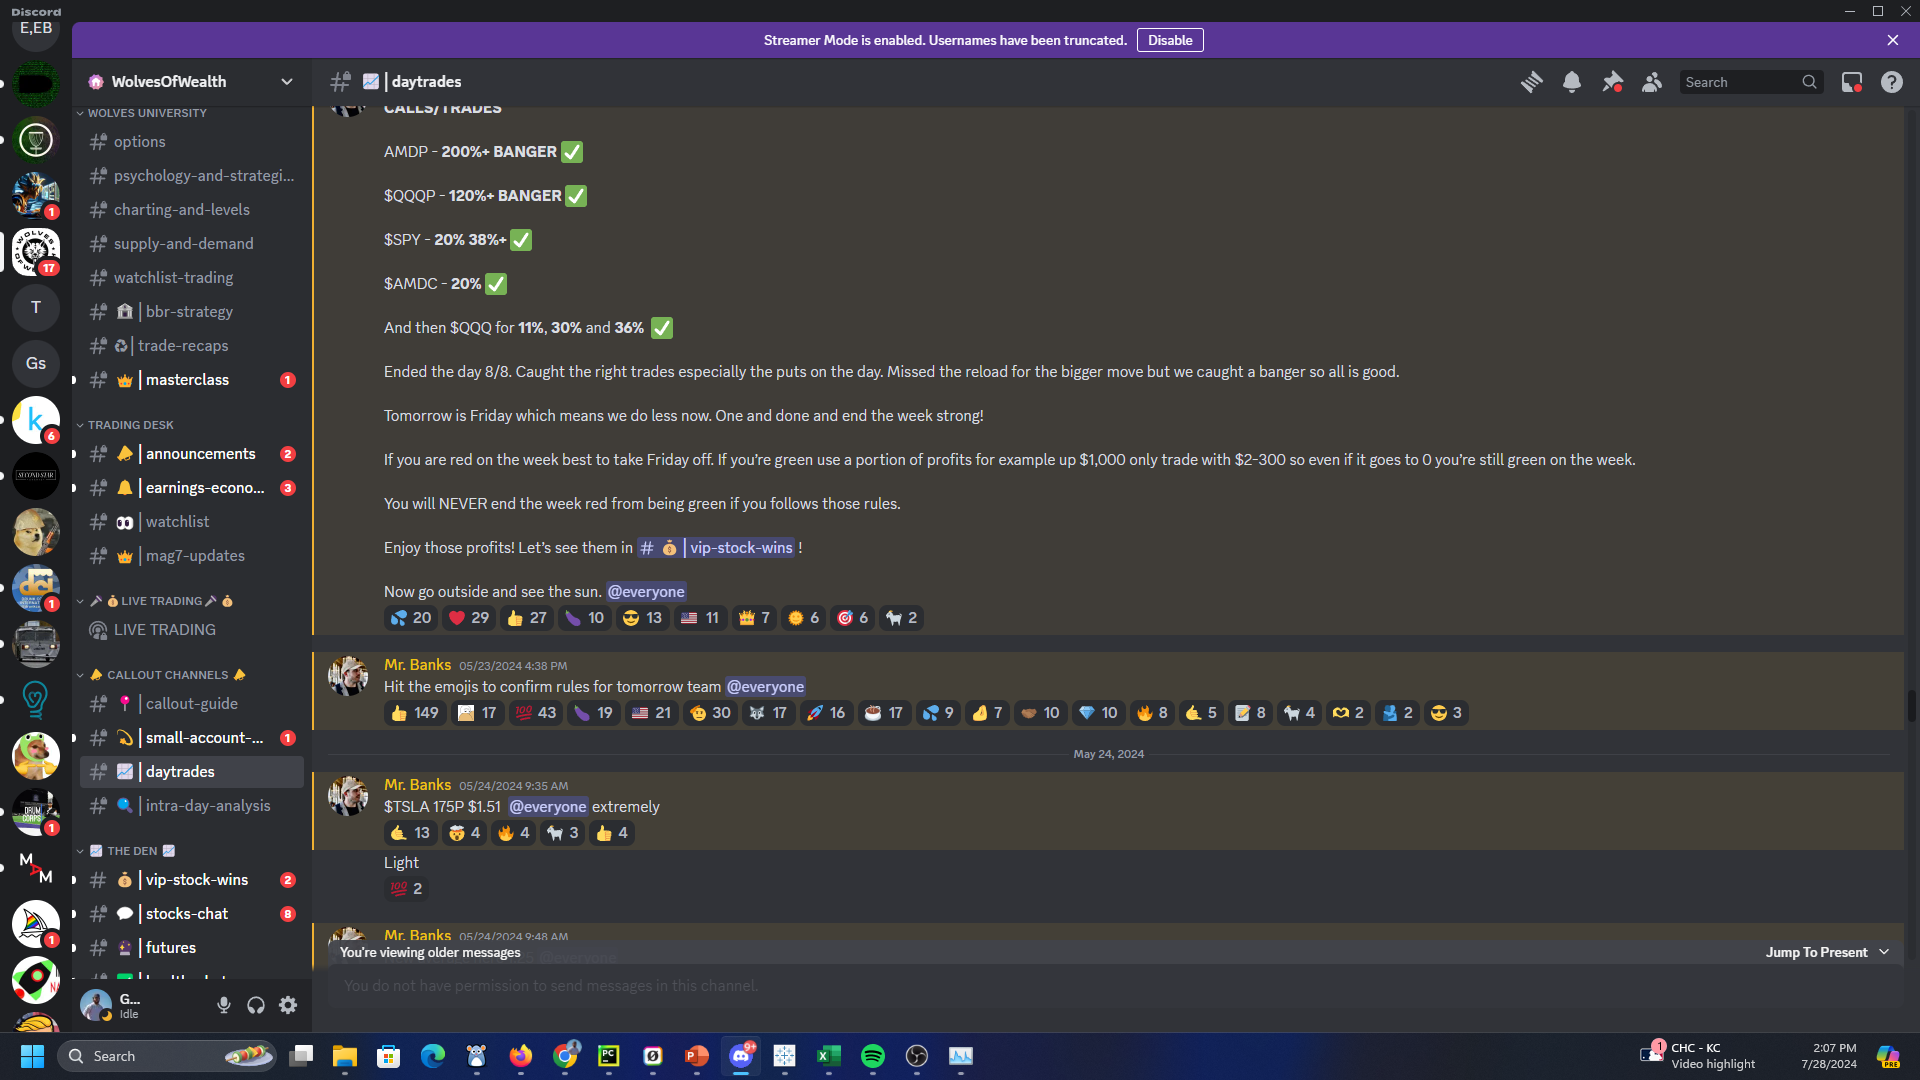 Discord
E,EB
Streamer Mode is enabled. Usernames have been truncated.
Disable
WolvesOfWealth
| daytrades
Search
WOLVES UNIVERSITY
options
psychology-and-strategi...
charting-and-levels
supply-and-demand
watchlist-trading
| bbr-strategy
| trade-recaps
| masterclass
1
TRADING DESK
| announcements
2
| earnings-econo...
3
| watchlist
| mag7-updates
LIVE TRADING
LIVE TRADING
CALLOUT CHANNELS
| callout-guide
| small-account-...
1
| daytrades
| intra-day-analysis
THE DEN
| vip-stock-wins
2
| stocks-chat
8
| futures
1
WOLVES
17
T
Gs
k
6
SECOND STAR
dci
1
DRUM CORPS
1
M A M
1
G...
Idle
CALLS/TRADES
AMDP - 200%+ BANGER ✅
$QQQP - 120%+ BANGER ✅
$SPY - 20% 38%+ ✅
$AMDC - 20% ✅
And then $QQQ for 11%, 30% and 36% ✅
Ended the day 8/8. Caught the right trades especially the puts on the day. Missed the reload for the bigger move but we caught a banger so all is good.
Tomorrow is Friday which means we do less now. One and done and end the week strong!
If you are red on the week best to take Friday off. If you're green use a portion of profits for example up $1,000 only trade with $2-300 so even if it goes to 0 you're still green on the week.
You will NEVER end the week red from being green if you follows those rules.
Enjoy those profits! Let's see them in # 💰 | vip-stock-wins !
Now go outside and see the sun. @everyone
20 29 27 10 13 11 7 6 6 2
Mr. Banks 05/23/2024 4:38 PM
Hit the emojis to confirm rules for tomorrow team @everyone
149 17 43 19 21 30 17 16 17 9 7 10 10 8 5 8 4 2 2 3
May 24, 2024
Mr. Banks 05/24/2024 9:35 AM
$TSLA 175P $1.51 @everyone extremely
13 4 4 3 4
Light
2
Mr. Banks 05/24/2024 9:48 AM
You're viewing older messages
Jump To Present
You do not have permission to send messages in this channel.
Search
PC
9+
1
CHC - KC
Video highlight
2:07 PM
7/28/2024
PRE